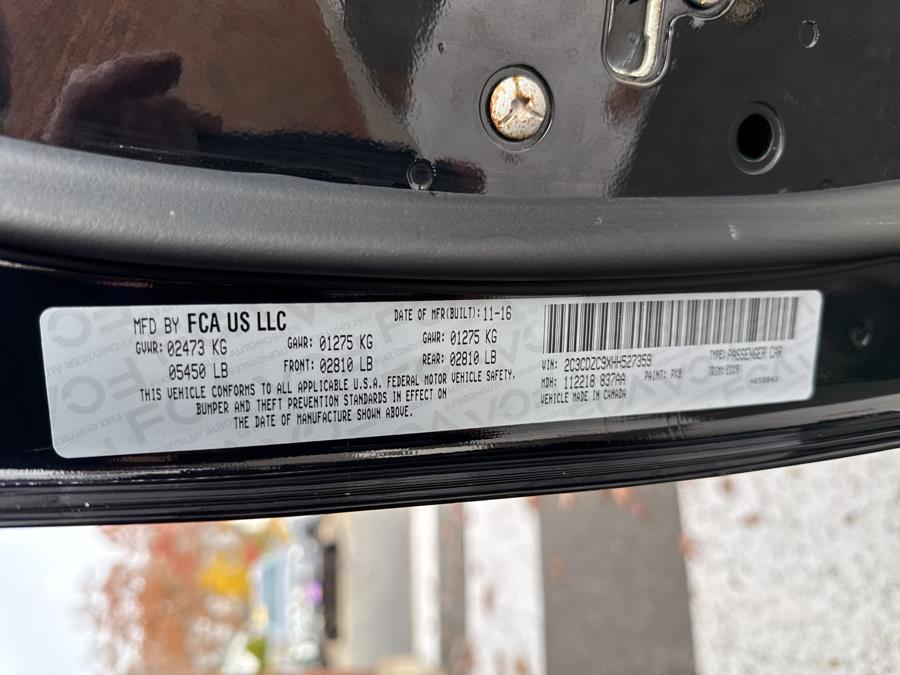 MFD BY FCA US LLC
DATE OF MFR(BUILT): 11-16
GVWR: 02473 KG
GAWR: 01275 KG
GAWR: 01275 KG
05450 LB
FRONT: 02810 LB
REAR: 02810 LB
THIS VEHICLE CONFORMS TO ALL APPLICABLE U.S.A. FEDERAL MOTOR VEHICLE SAFETY,
BUMPER AND THEFT PREVENTION STANDARDS IN EFFECT ON
THE DATE OF MANUFACTURE SHOWN ABOVE.
VIN: 2C3CDZC9XHH527359
TYPE: PASSENGER CAR
MDH: 112218 937AA
PAINT: PX8
VEHICLE MADE IN CANADA